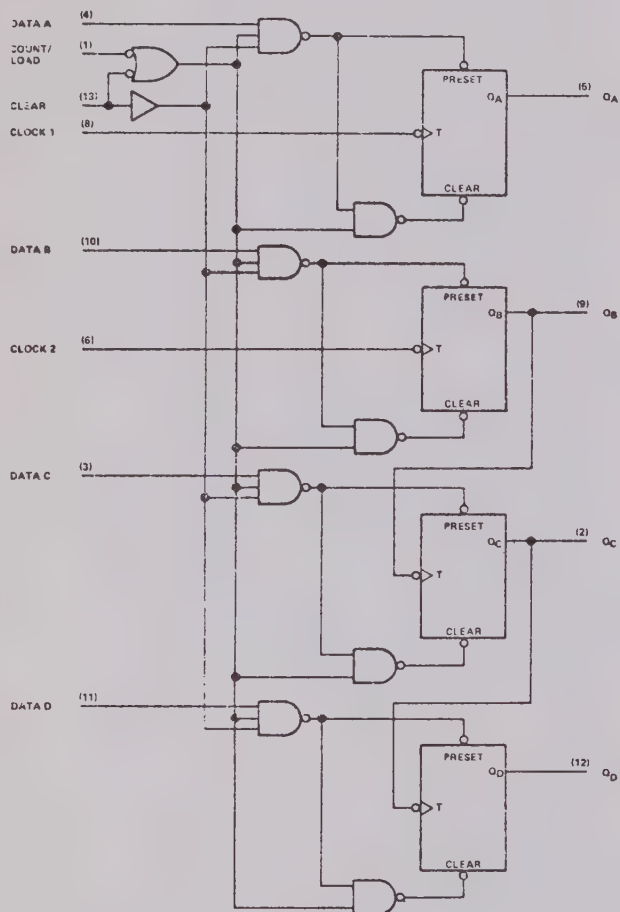 DATA A (4)
COUNT/
LOAD (1)
CLEAR (13)
CLOCK 1 (8)
PRESET
QA (5) QA
T
CLEAR
DATA B (10)
PRESET
QB (9) QB
CLOCK 2 (6)
T
CLEAR
DATA C (3)
PRESET
QC (2) QC
T
CLEAR
DATA D (11)
PRESET
QD (12) QD
T
CLEAR